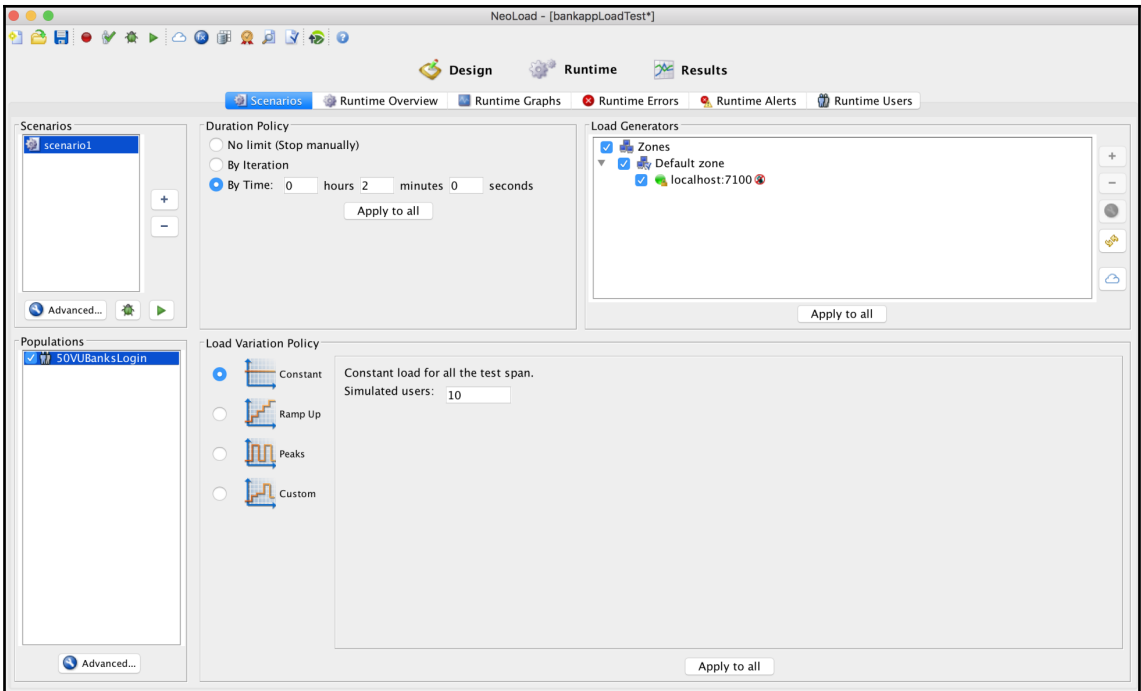 NeoLoad - [bankappLoadTest*]
Design Runtime Results
Scenarios Runtime Overview Runtime Graphs Runtime Errors Runtime Alerts Runtime Users
Scenarios
scenario1
+
−
Advanced...
Duration Policy
No limit (Stop manually)
By Iteration
By Time: 0 hours 2 minutes 0 seconds
Apply to all
Load Generators
Zones
Default zone
localhost:7100
+
−
Apply to all
Populations
50VUBanksLogin
Advanced...
Load Variation Policy
Constant
Ramp Up
Peaks
Custom
Constant load for all the test span.
Simulated users: 10
Apply to all